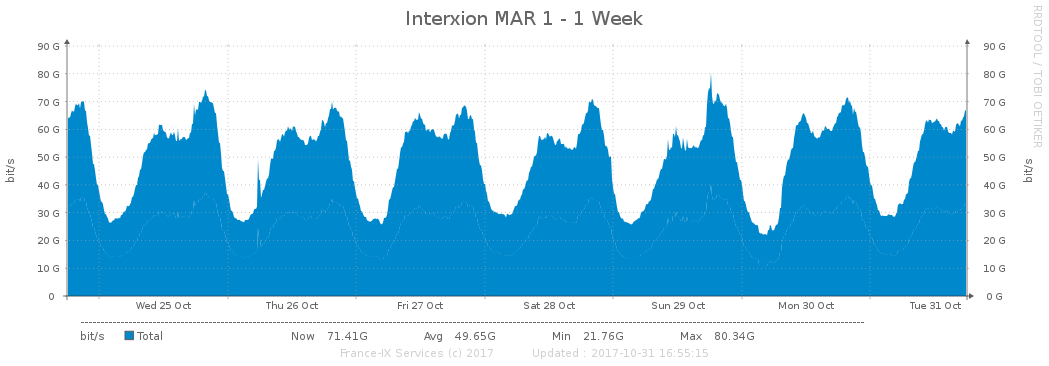 Interxion MAR 1 - 1 Week
RRDTOOL / TOBI OETIKER
90 G 90 G
80 G 80 G
70 G 70 G
60 G 60 G
50 G 50 G
40 G 40 G
30 G 30 G
20 G 20 G
10 G 10 G
0 0 G
bit/s bit/s
Wed 25 Oct Thu 26 Oct Fri 27 Oct Sat 28 Oct Sun 29 Oct Mon 30 Oct Tue 31 Oct
bit/s Total Now 71.41G Avg 49.65G Min 21.76G Max 80.34G
France-IX Services (c) 2017 Updated : 2017-10-31 16:55:15